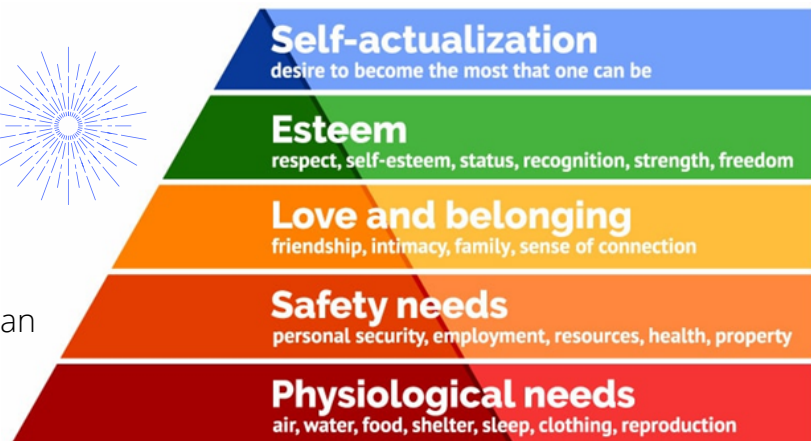 Self-actualization
desire to become the most that one can be
Esteem
respect, self-esteem, status, recognition, strength, freedom
Love and belonging
friendship, intimacy, family, sense of connection
an
Safety needs
personal security, employment, resources, health, property
Physiological needs
air, water, food, shelter, sleep, clothing, reproduction